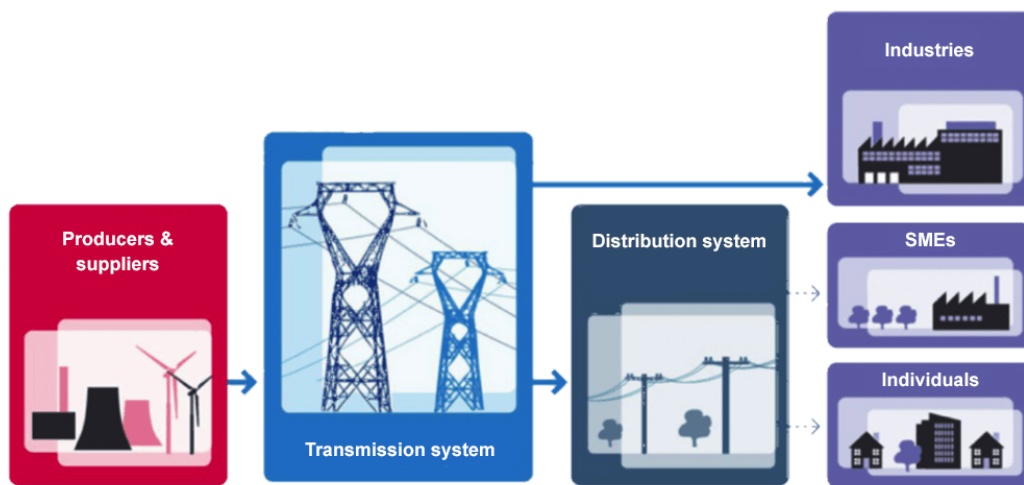 Producers &
suppliers
Transmission system
Distribution system
Industries
SMEs
Individuals